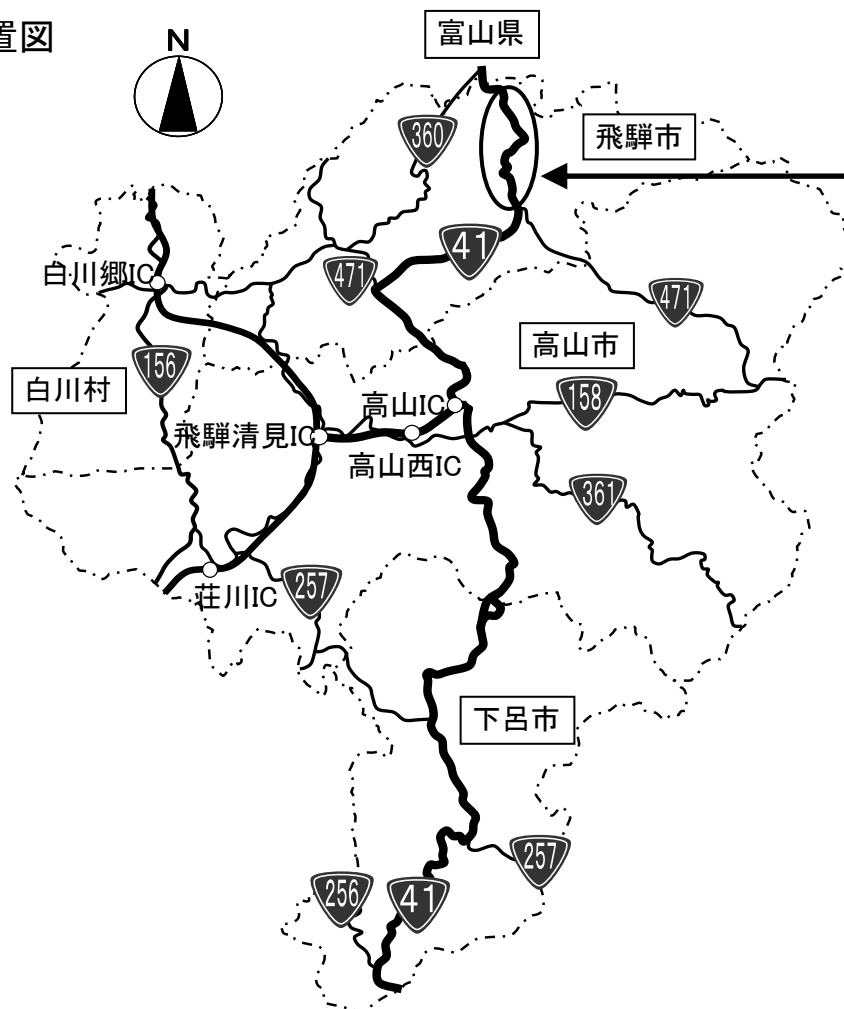 置図
N
富山県
360
飛騨市
41
白川郷IC
471
471
高山市
156
白川村
高山IC
158
飛騨清見IC
高山西IC
361
荘川IC
257
下呂市
257
256
41